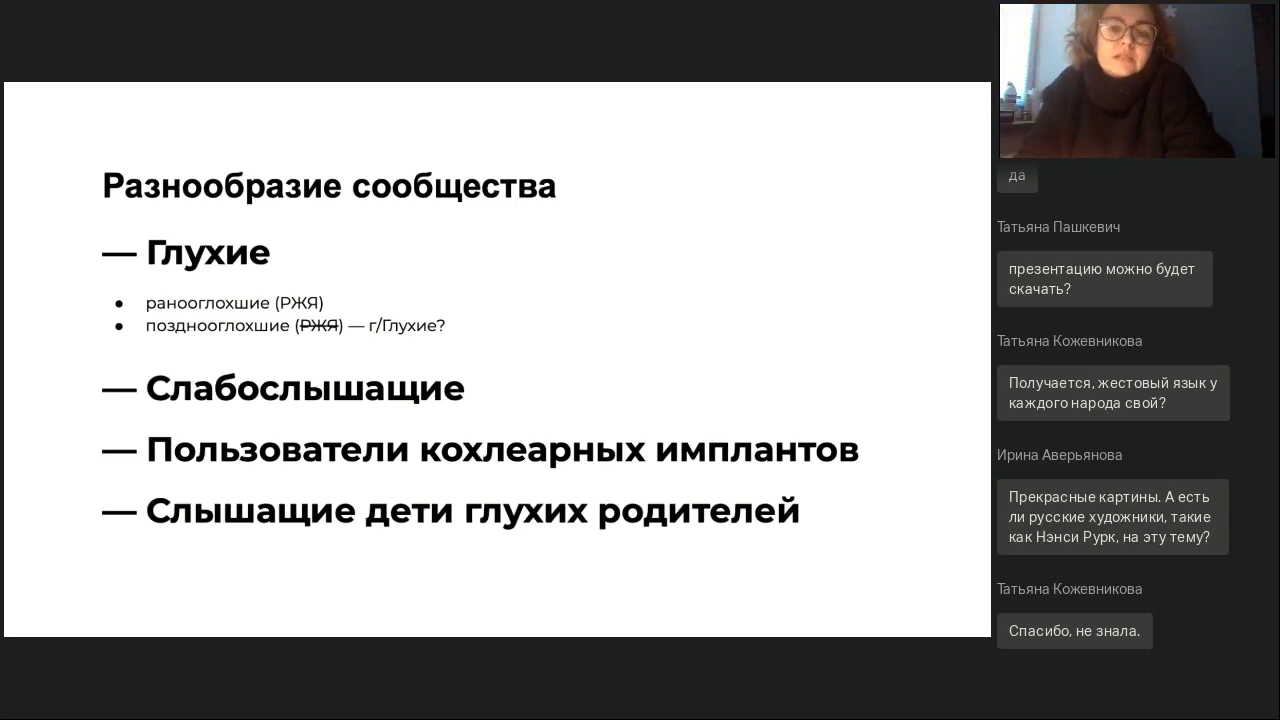 Разнообразие сообщества
— Глухие
● ранооглохшие (РЖЯ)
● позднооглохшие (РЖЯ) — г/Глухие?
— Слабослышащие
— Пользователи кохлеарных имплантов
— Слышащие дети глухих родителей
да
Татьяна Пашкевич
презентацию можно будет
скачать?
Татьяна Кожевникова
Получается, жестовый язык у
каждого народа свой?
Ирина Аверьянова
Прекрасные картины. А есть
ли русские художники, такие
как Нэнси Рурк, на эту тему?
Татьяна Кожевникова
Спасибо, не знала.